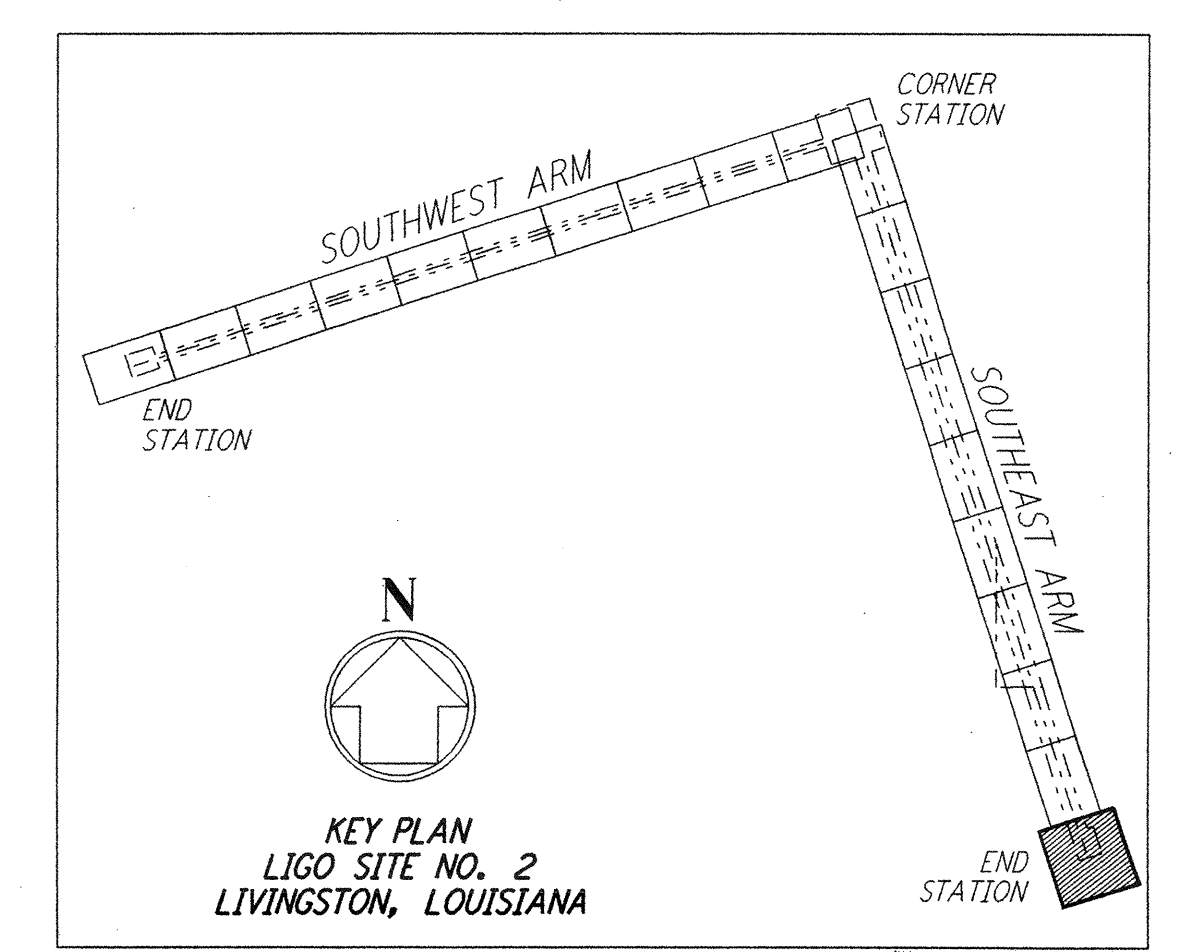 CORNER
STATION
SOUTHWEST ARM
END
STATION
SOUTHEAST ARM
N
KEY PLAN
LIGO SITE NO. 2
LIVINGSTON, LOUISIANA
END
STATION